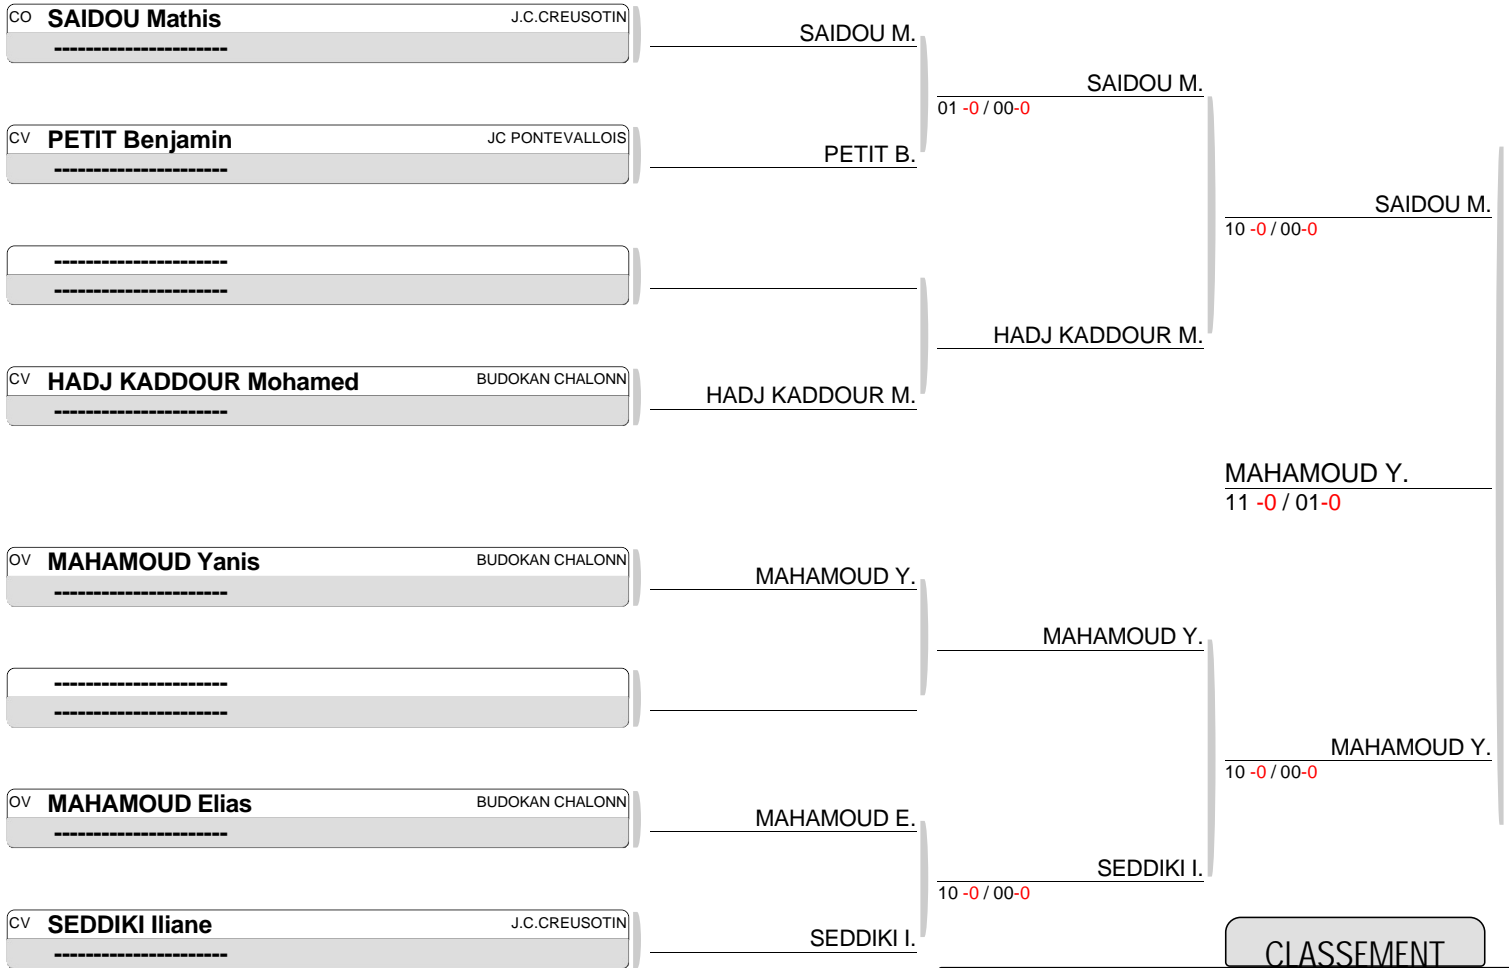 CO SAIDOU Mathis J.C.CREUSOTIN
----------------------
SAIDOU M.
SAIDOU M.
01 -0 / 00-0
CV PETIT Benjamin JC PONTEVALLOIS
----------------------
PETIT B.
SAIDOU M.
10 -0 / 00-0
----------------------
----------------------
HADJ KADDOUR M.
CV HADJ KADDOUR Mohamed BUDOKAN CHALONN
----------------------
HADJ KADDOUR M.
MAHAMOUD Y.
11 -0 / 01-0
OV MAHAMOUD Yanis BUDOKAN CHALONN
----------------------
MAHAMOUD Y.
MAHAMOUD Y.
----------------------
----------------------
MAHAMOUD Y.
10 -0 / 00-0
OV MAHAMOUD Elias BUDOKAN CHALONN
----------------------
MAHAMOUD E.
SEDDIKI I.
10 -0 / 00-0
CV SEDDIKI Iliane J.C.CREUSOTIN
----------------------
SEDDIKI I.
CLASSEMENT